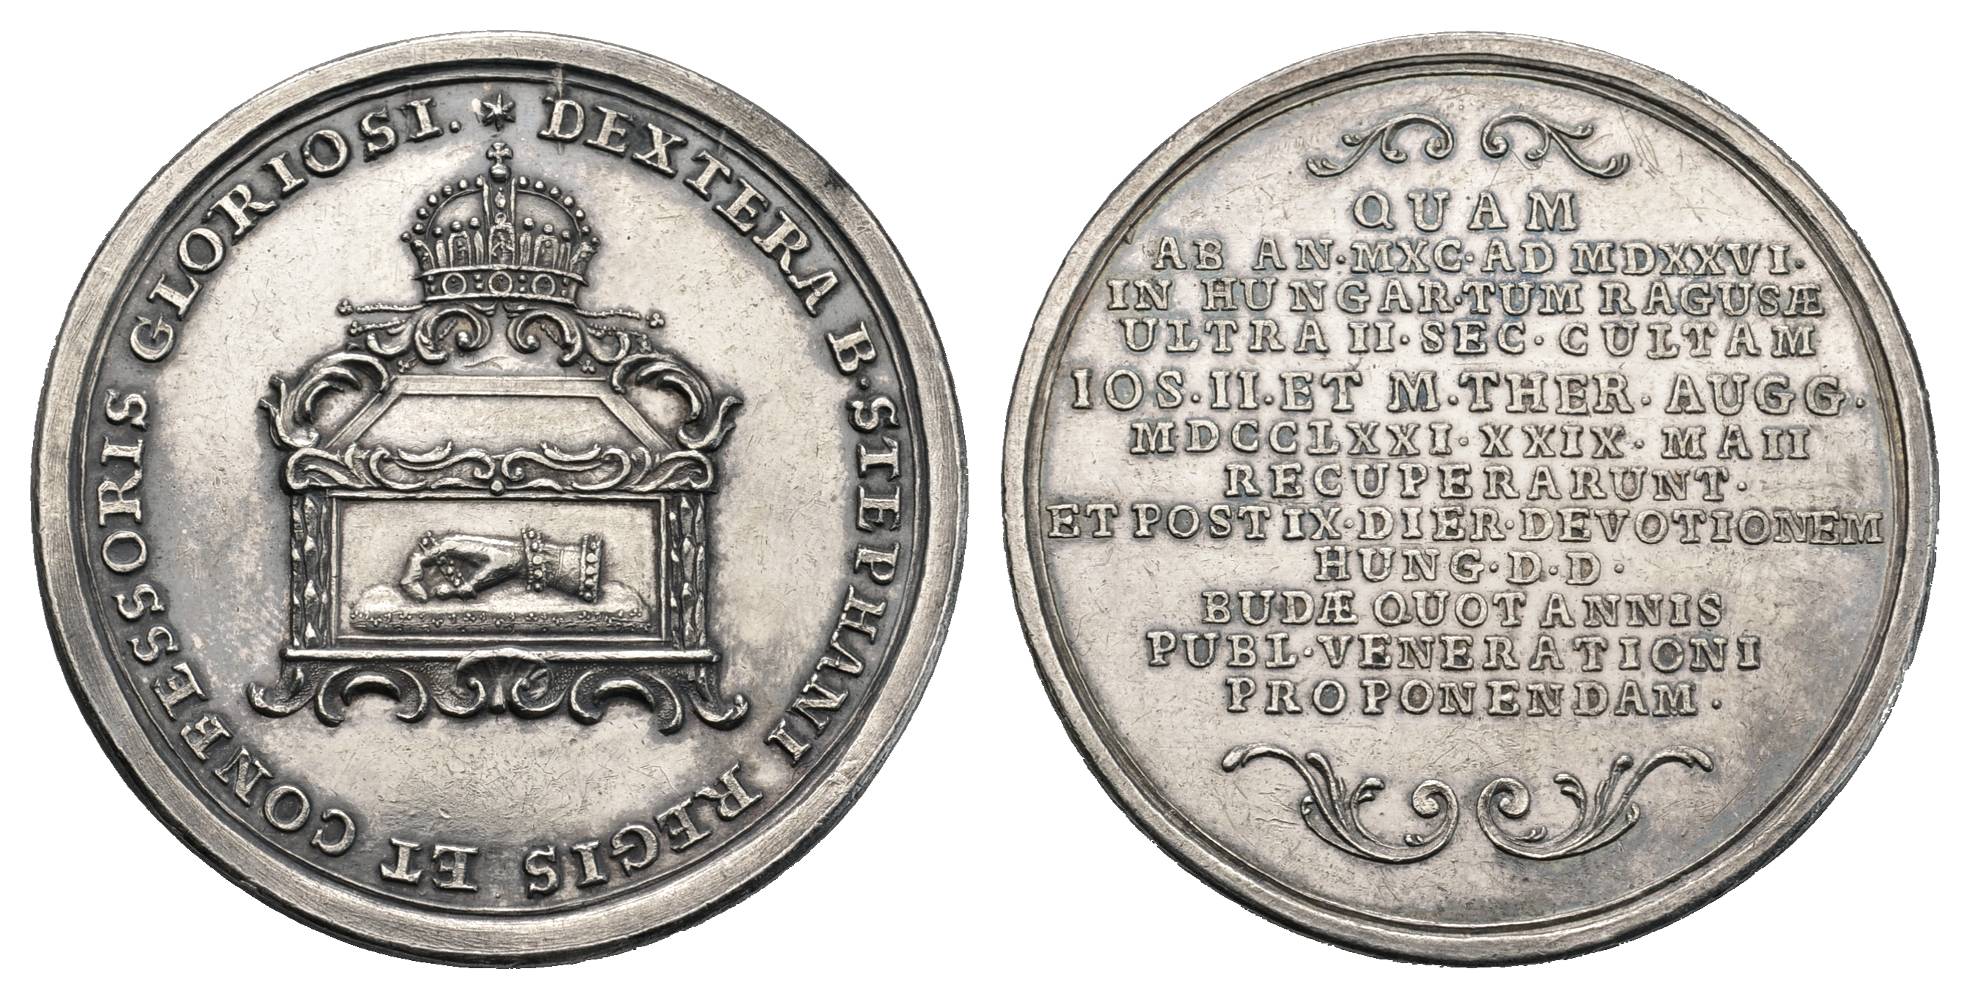 DEXTERA B. STEPHANI REGIS ET CONFESSORIS GLORIOSI.
QUAM
AB AN·MXC·AD MDXXVI·
IN HUNGAR·TUM RAGUSÆ
ULTRA II·SEC·CULTAM
IOS·II·ET M·THER·AUGG·
MDCCLXXI·XXIX·MAII
RECUPERARUNT·
ET POST IX·DIER·DEVOTIONEM
HUNG·D·D·
BUDÆ QUOT ANNIS
PUBL·VENERATIONI
PROPONENDAM·